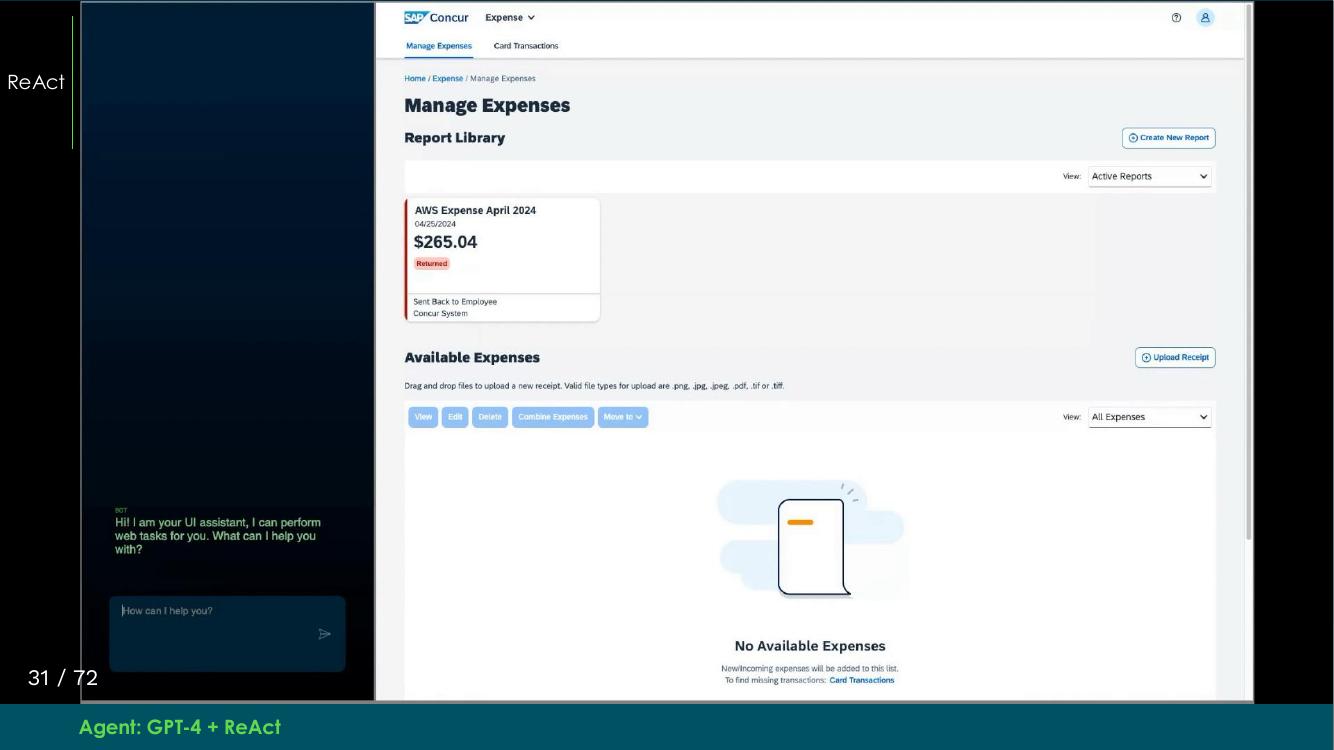 ReAct
SAP Concur Expense
Manage Expenses Card Transactions
Home / Expense / Manage Expenses
Manage Expenses
Report Library
Create New Report
View: Active Reports
AWS Expense April 2024
04/25/2024
$265.04
Returned
Sent Back to Employee
Concur System
Available Expenses
Upload Receipt
Drag and drop files to upload a new receipt. Valid file types for upload are .png, .jpg, .jpeg, .pdf, .tif or .tiff.
View Edit Delete Combine Expenses Move to View: All Expenses
BOT
Hi! I am your UI assistant, I can perform
web tasks for you. What can I help you
with?
How can I help you?
No Available Expenses
New/Incoming expenses will be added to this list.
To find missing transactions: Card Transactions
31 / 72
Agent: GPT-4 + ReAct